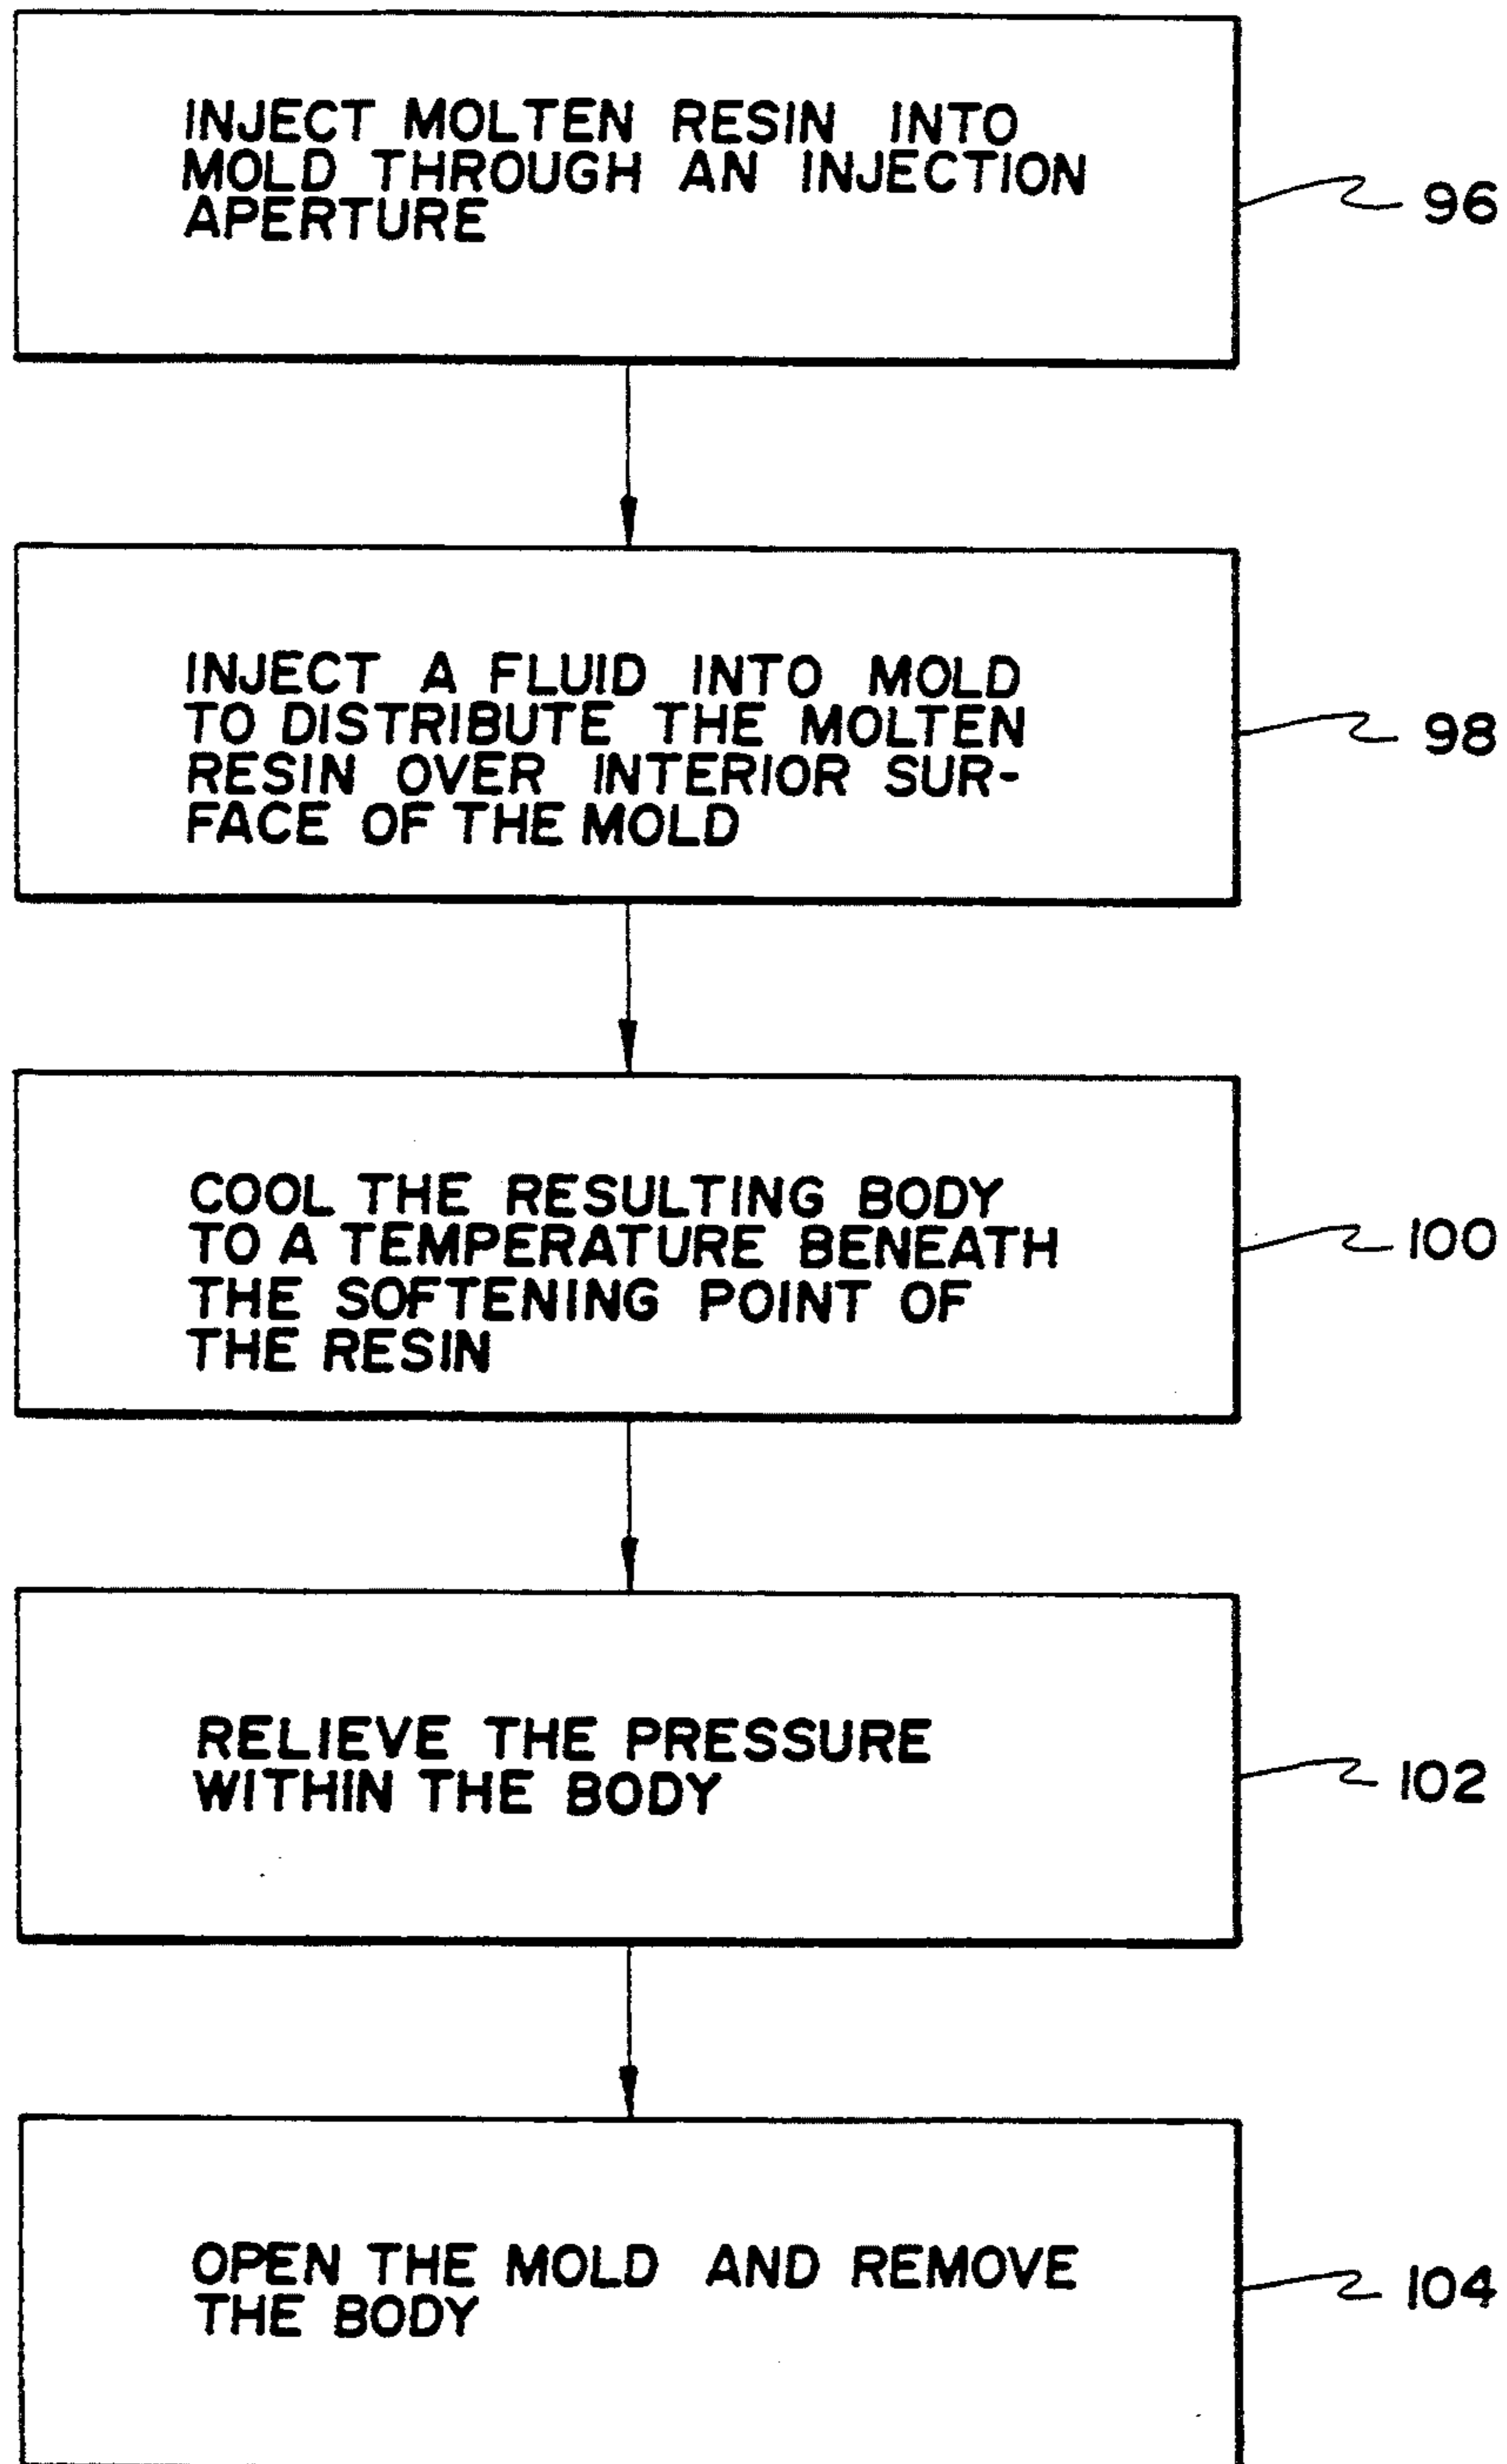 INJECT MOLTEN RESIN INTO
MOLD THROUGH AN INJECTION
APERTURE
96
INJECT A FLUID INTO MOLD
TO DISTRIBUTE THE MOLTEN
RESIN OVER INTERIOR SUR-
FACE OF THE MOLD
98
COOL THE RESULTING BODY
TO A TEMPERATURE BENEATH
THE SOFTENING POINT OF
THE RESIN
100
RELIEVE THE PRESSURE
WITHIN THE BODY
102
OPEN THE MOLD AND REMOVE
THE BODY
104